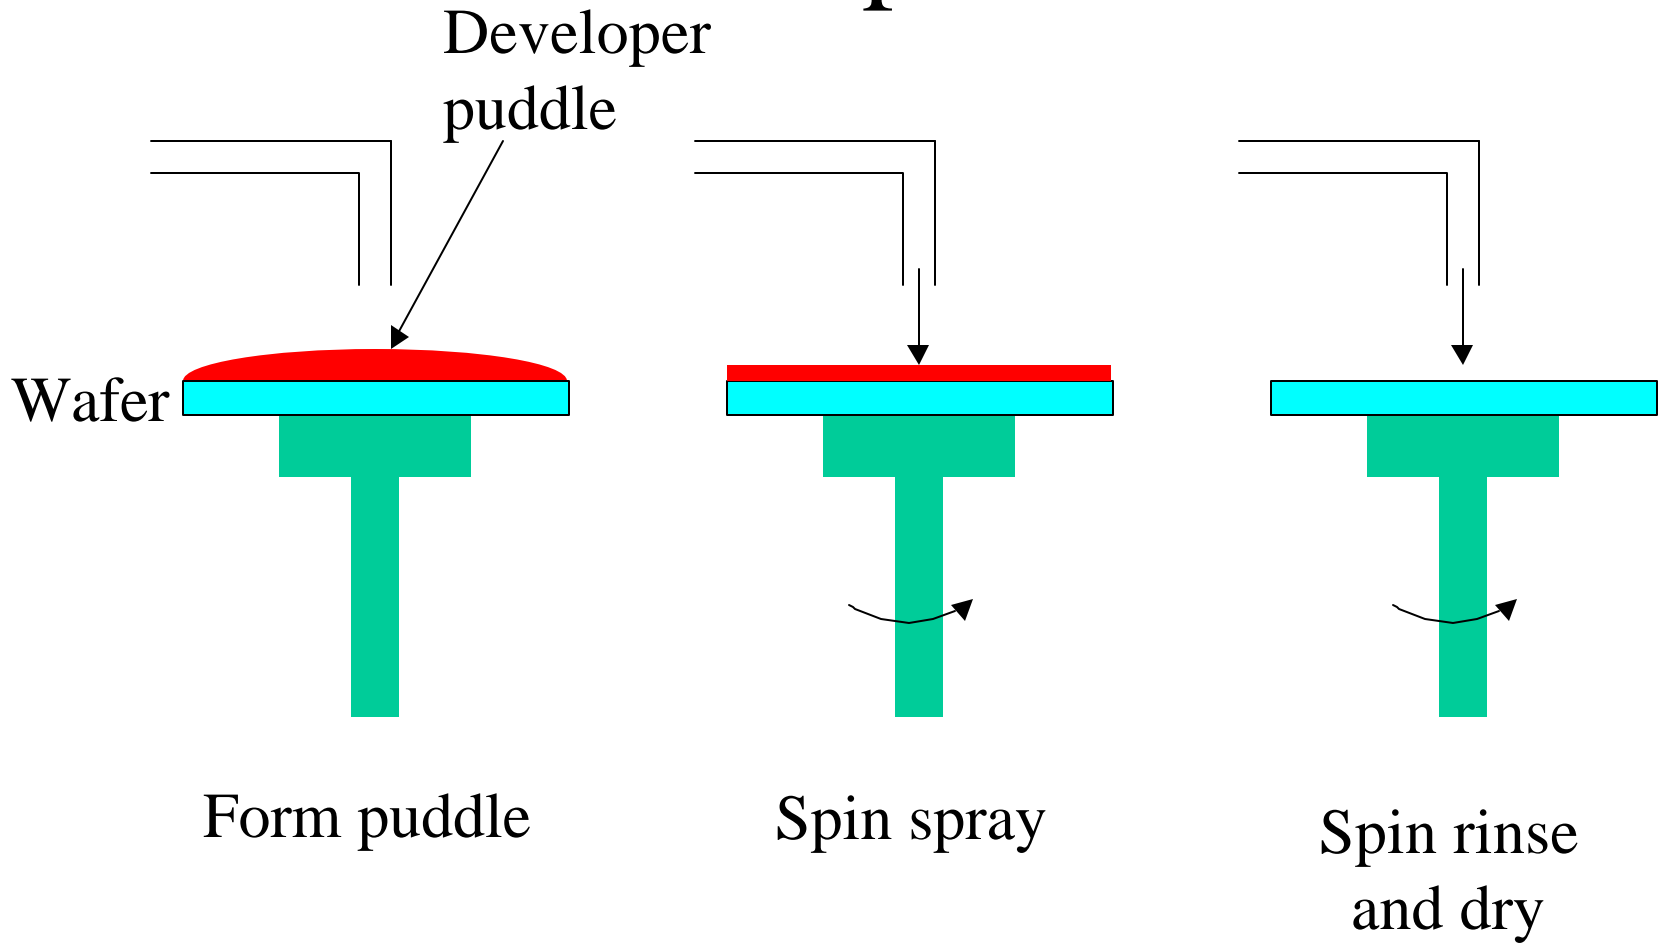 Developer
puddle
Wafer
Form puddle
Spin spray
Spin rinse
and dry